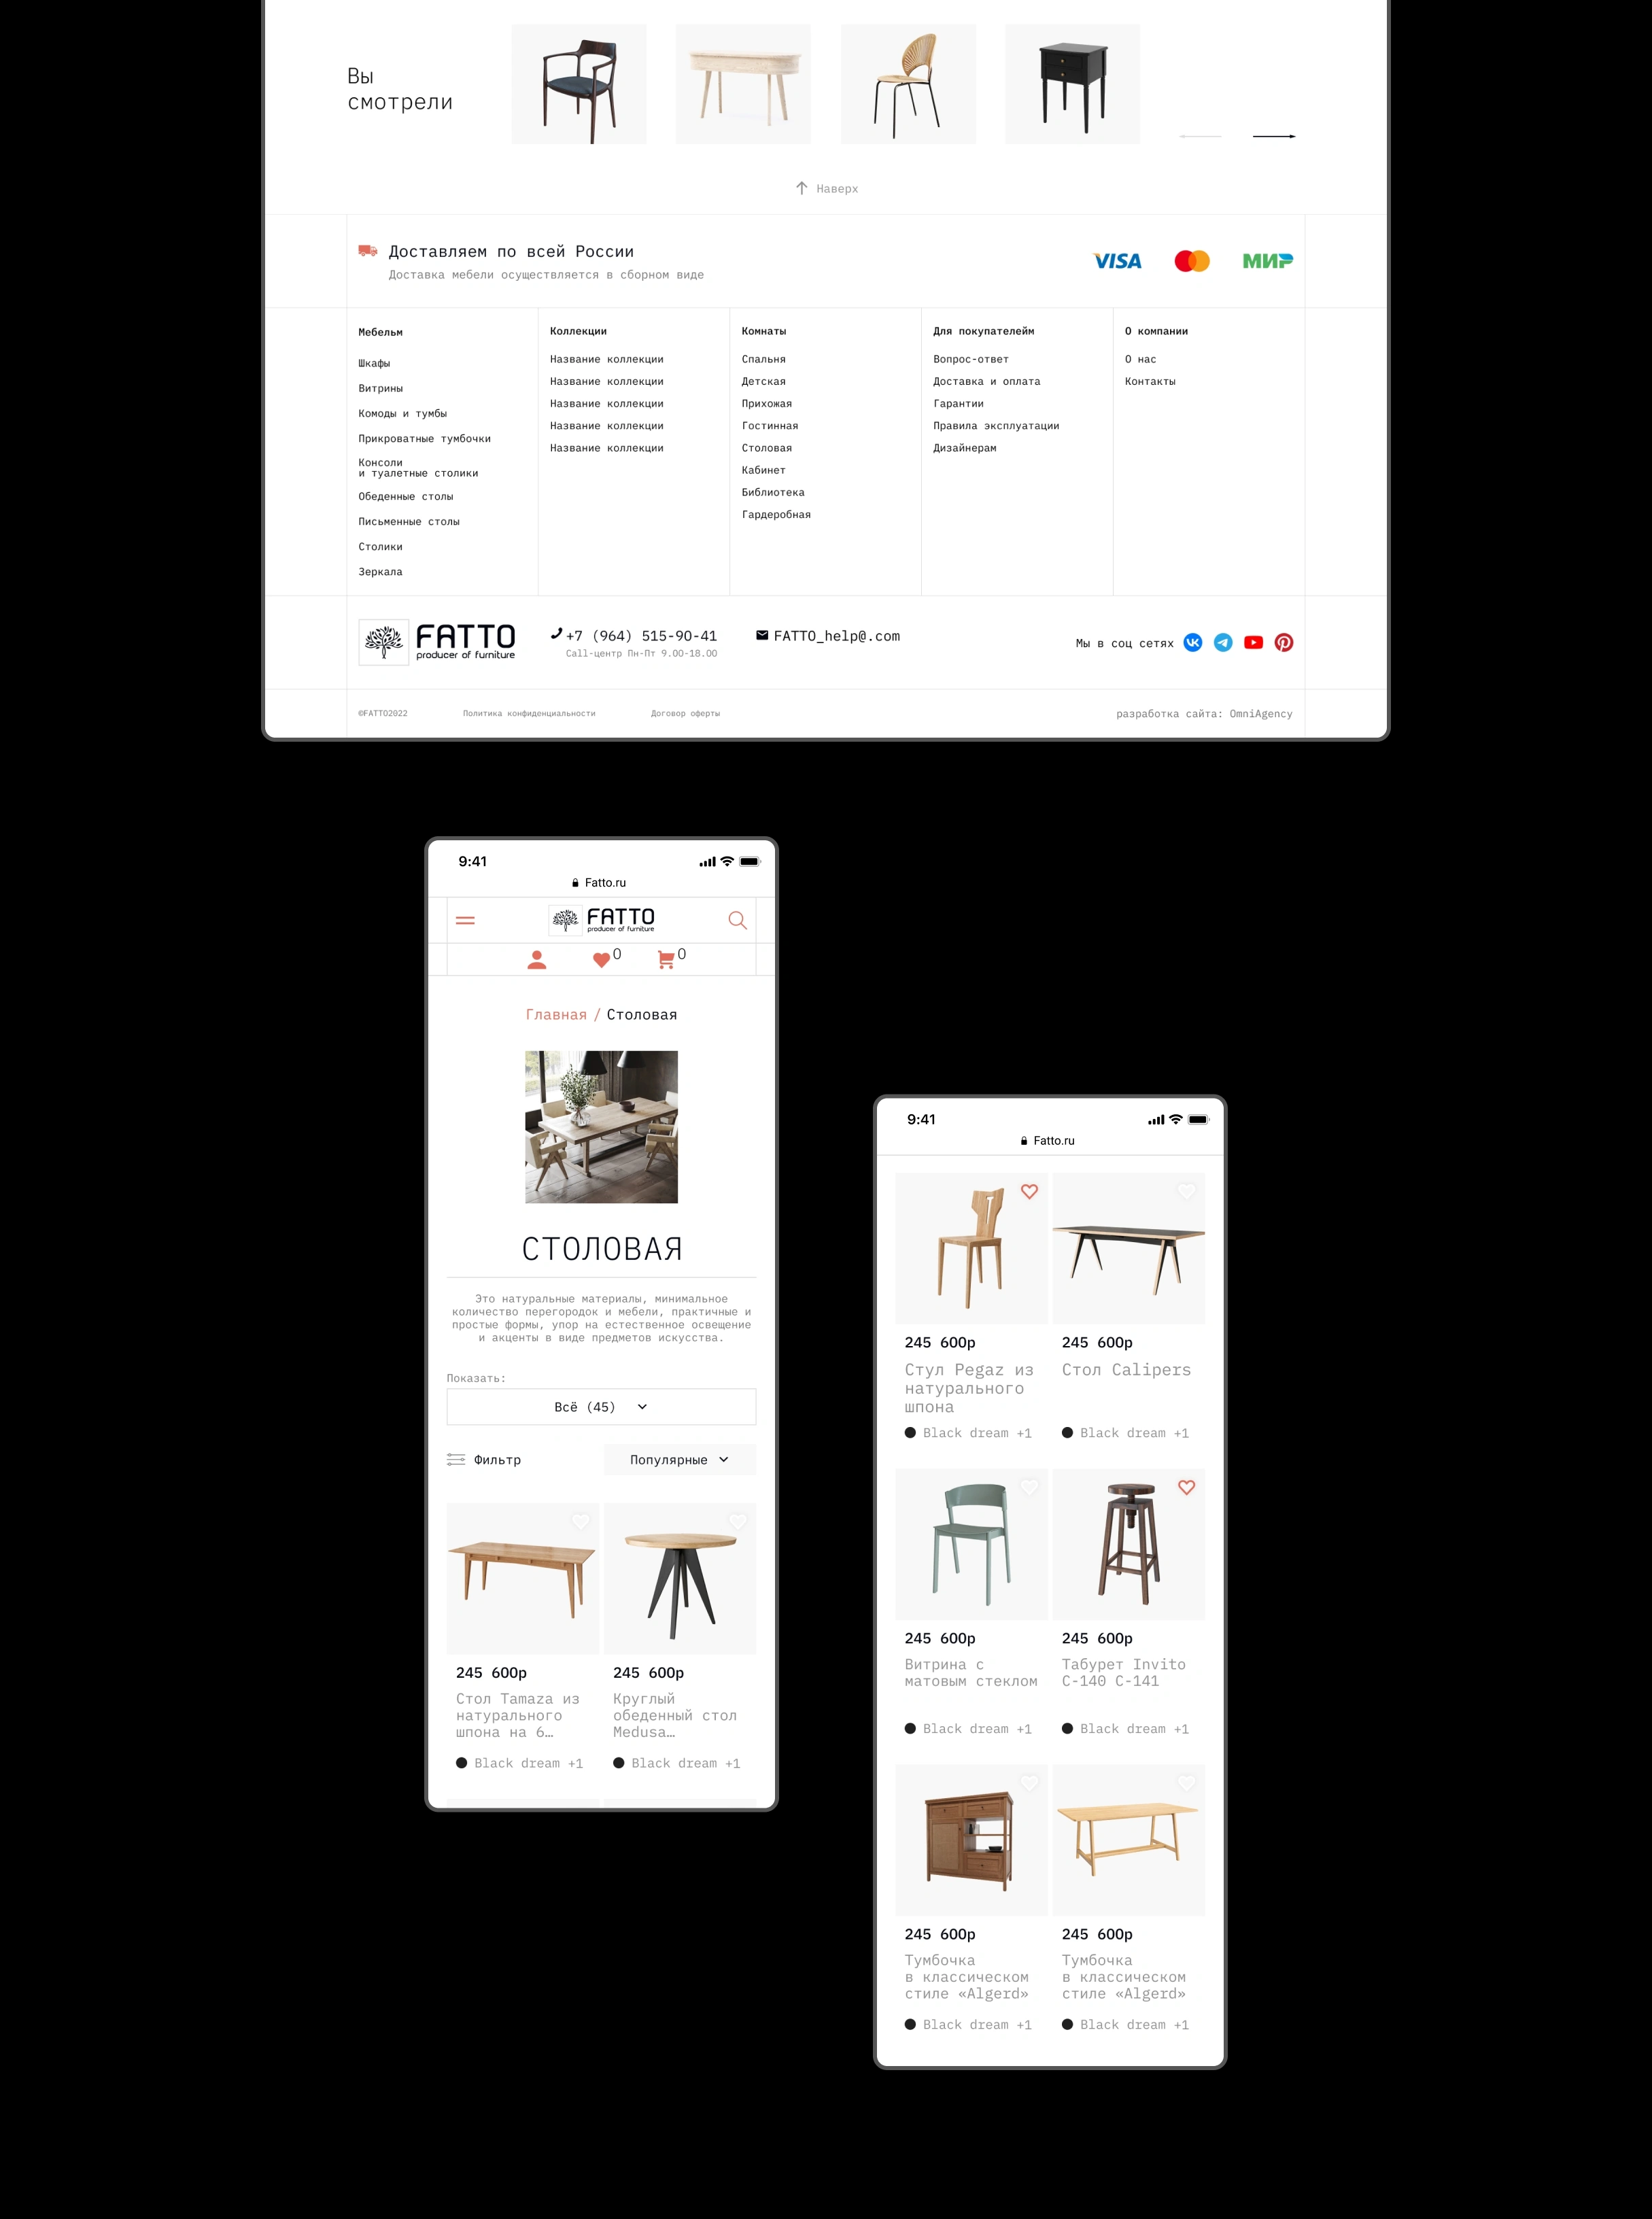 Вы
смотрели
Наверх
Доставляем по всей России
Доставка мебели осуществляется в сборном виде
VISA
МИР
Мебельм
Шкафы
Витрины
Комоды и тумбы
Прикроватные тумбочки
Консоли
и туалетные столики
Обеденные столы
Письменные столы
Столики
Зеркала
Коллекции
Название коллекции
Название коллекции
Название коллекции
Название коллекции
Название коллекции
Комнаты
Спальня
Детская
Прихожая
Гостинная
Столовая
Кабинет
Библиотека
Гардеробная
Для покупателейм
Вопрос-ответ
Доставка и оплата
Гарантии
Правила эксплуатации
Дизайнерам
О компании
О нас
Контакты
FATTO
producer of furniture
+7 (964) 515-90-41
Call-центр Пн-Пт 9.00-18.00
FATTO_help@.com
Мы в соц сетях
©FATTO2022
Политика конфиденциальности
Договор оферты
разработка сайта: OmniAgency
9:41
Fatto.ru
FATTO
producer of furniture
0
0
Главная / Столовая
СТОЛОВАЯ
Это натуральные материалы, минимальное
количество перегородок и мебели, практичные и
простые формы, упор на естественное освещение
и акценты в виде предметов искусства.
Показать:
Всё (45)
Фильтр
Популярные
245 600р
Стол Tamaza из
натурального
шпона на 6…
Black dream +1
245 600р
Круглый
обеденный стол
Medusa…
Black dream +1
9:41
Fatto.ru
245 600р
Стул Pegaz из
натурального
шпона
Black dream +1
245 600р
Стол Calipers
Black dream +1
245 600р
Витрина с
матовым стеклом
Black dream +1
245 600р
Табурет Invito
С-140 С-141
Black dream +1
245 600р
Тумбочка
в классическом
стиле «Algerd»
Black dream +1
245 600р
Тумбочка
в классическом
стиле «Algerd»
Black dream +1